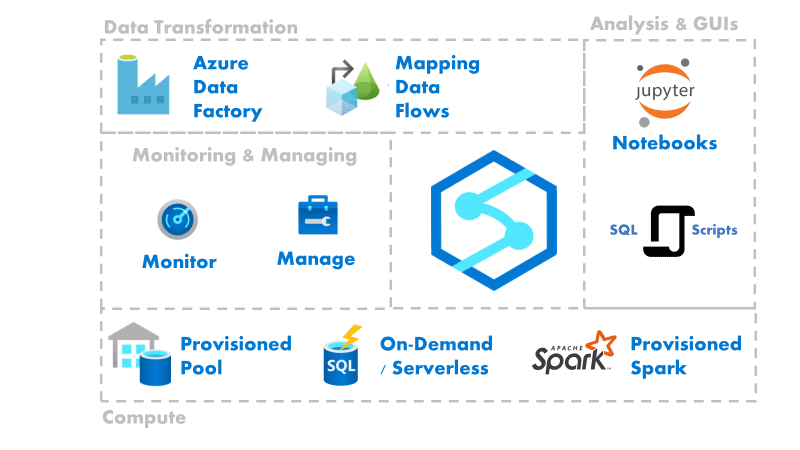 Data Transformation
Analysis & GUIs
Azure
Data
Factory
Mapping
Data
Flows
jupyter
Notebooks
Monitoring & Managing
Monitor
Manage
SQL
Scripts
Provisioned
Pool
SQL
On-Demand
/ Serverless
APACHE
Spark™
Provisioned
Spark
Compute